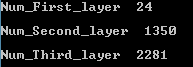 Num_First_layer 24
Num_Second_layer 1350
Num_Third_layer 2281